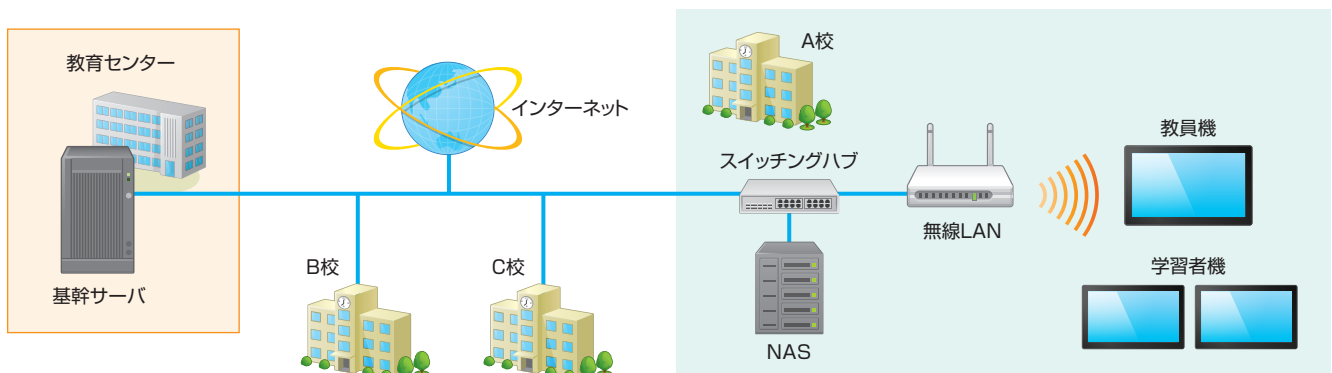 教育センター
基幹サーバ
インターネット
B校
C校
A校
スイッチングハブ
NAS
無線LAN
教員機
学習者機